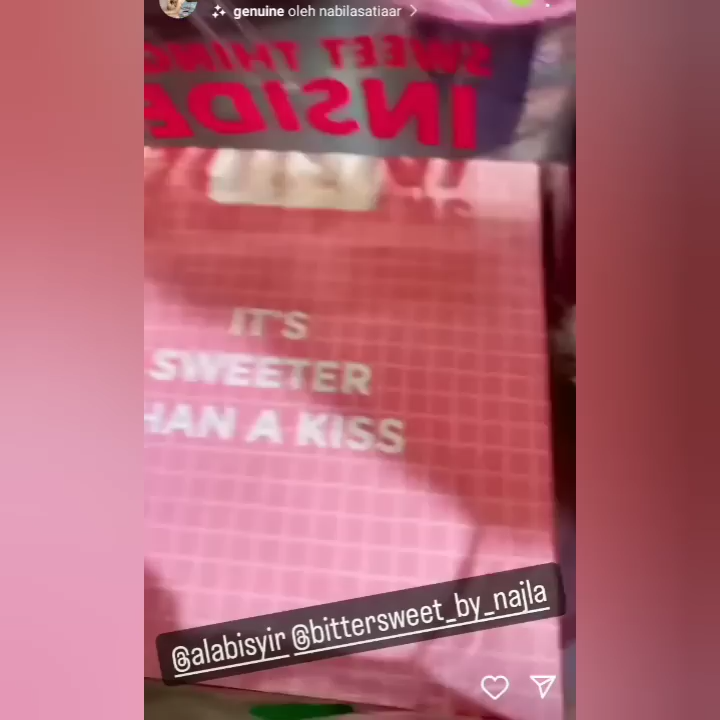 genuine oleh nabilasatiaar
SWEET THING
INSIDE
IT'S
SWEETER
HAN A KISS
@alabisyir @bittersweet_by_najla